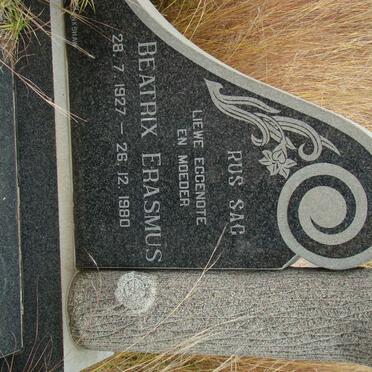 RUS SAG
LIEWE EGGENOTE
EN MOEDER
BEATRIX ERASMUS
28. 7. 1927 — 26. 12. 1980